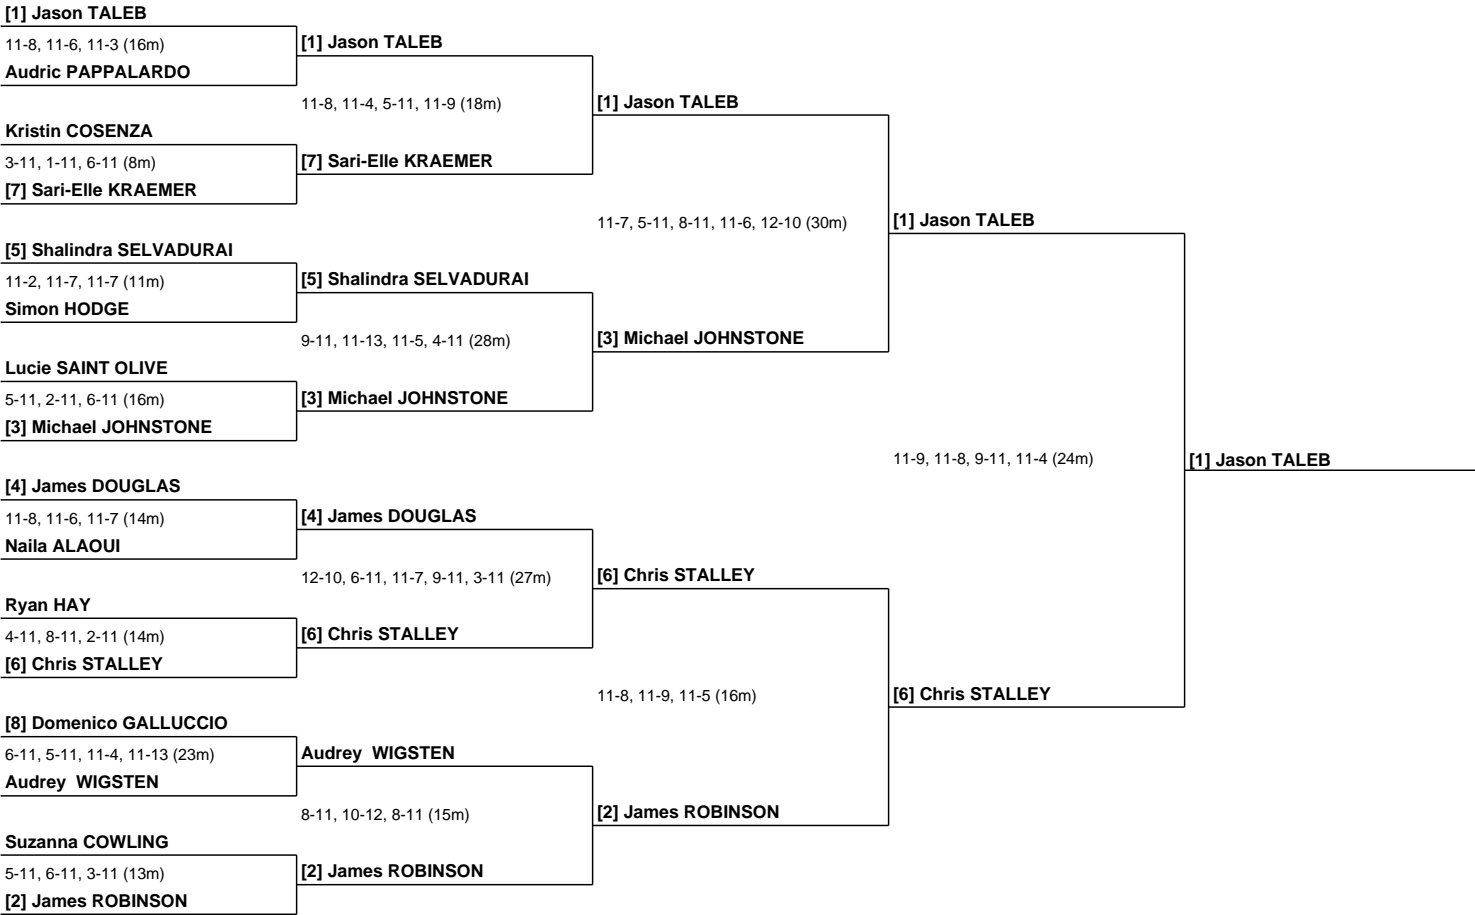 [1] Jason TALEB
11-8, 11-6, 11-3 (16m)
Audric PAPPALARDO
Kristin COSENZA
3-11, 1-11, 6-11 (8m)
[7] Sari-Elle KRAEMER
[5] Shalindra SELVADURAI
11-2, 11-7, 11-7 (11m)
Simon HODGE
Lucie SAINT OLIVE
5-11, 2-11, 6-11 (16m)
[3] Michael JOHNSTONE
[4] James DOUGLAS
11-8, 11-6, 11-7 (14m)
Naila ALAOUI
Ryan HAY
4-11, 8-11, 2-11 (14m)
[6] Chris STALLEY
[8] Domenico GALLUCCIO
6-11, 5-11, 11-4, 11-13 (23m)
Audrey  WIGSTEN
Suzanna COWLING
5-11, 6-11, 3-11 (13m)
[2] James ROBINSON
[1] Jason TALEB
11-8, 11-4, 5-11, 11-9 (18m)
[7] Sari-Elle KRAEMER
[5] Shalindra SELVADURAI
9-11, 11-13, 11-5, 4-11 (28m)
[3] Michael JOHNSTONE
[4] James DOUGLAS
12-10, 6-11, 11-7, 9-11, 3-11 (27m)
[6] Chris STALLEY
Audrey  WIGSTEN
8-11, 10-12, 8-11 (15m)
[2] James ROBINSON
[1] Jason TALEB
11-7, 5-11, 8-11, 11-6, 12-10 (30m)
[3] Michael JOHNSTONE
[6] Chris STALLEY
11-8, 11-9, 11-5 (16m)
[2] James ROBINSON
[1] Jason TALEB
11-9, 11-8, 9-11, 11-4 (24m)
[6] Chris STALLEY
[1] Jason TALEB